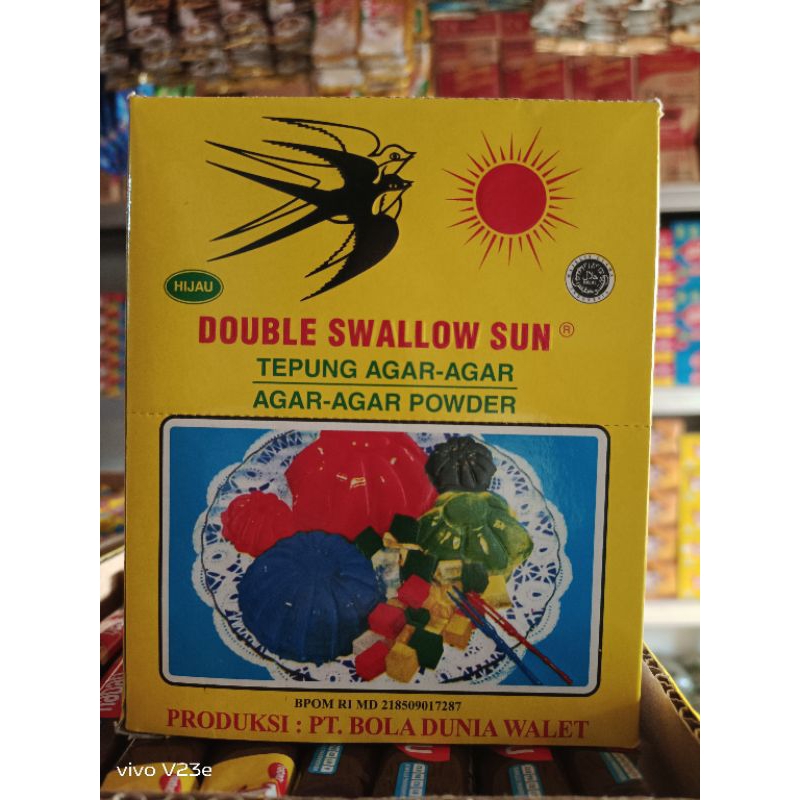 HIJAU
DOUBLE SWALLOW SUN ®
TEPUNG AGAR-AGAR
AGAR-AGAR POWDER
BPOM RI MD 218509017287
PRODUKSI : PT. BOLA DUNIA WALET
vivo V23e